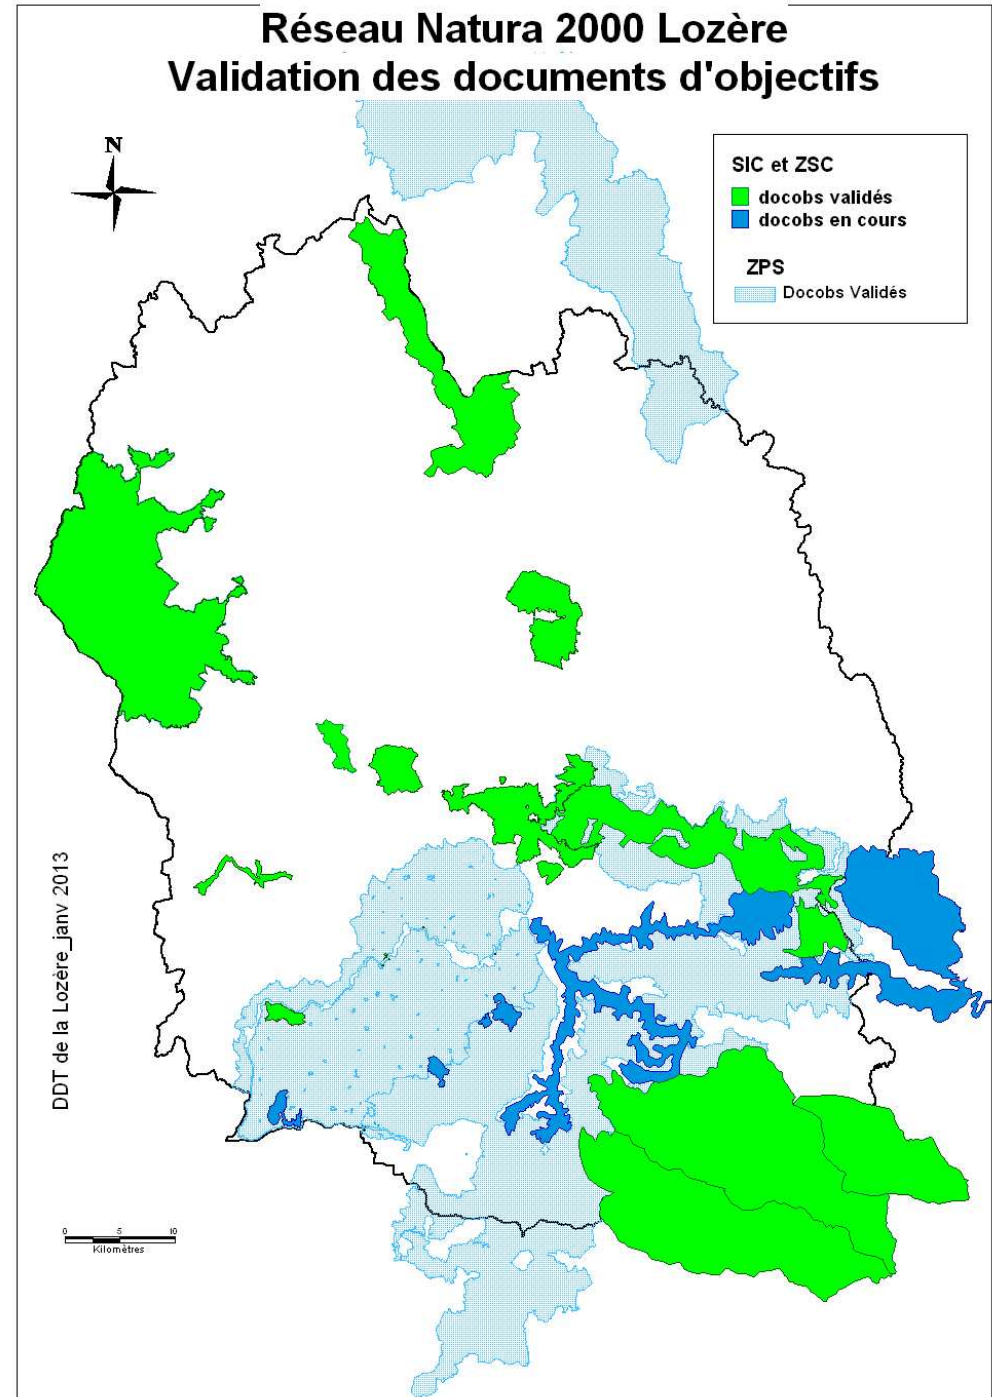 Réseau Natura 2000 Lozère
Validation des documents d'objectifs
N
SIC et ZSC
docobs validés
docobs en cours
ZPS
Docobs Validés
DDT de la Lozère_janv 2013
0 5 10
Kilomètres